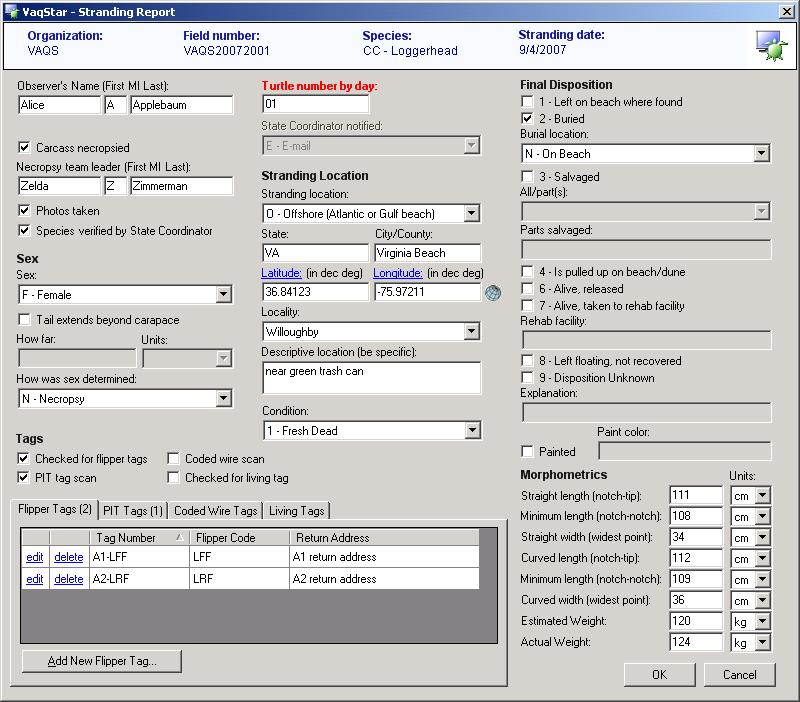 VaqStar - Stranding Report
Organization:
VAQS
Field number:
VAQS20072001
Species:
CC - Loggerhead
Stranding date:
9/4/2007
Observer's Name (First MI Last):
Alice A Applebaum
Carcass necropsied
Necropsy team leader (First MI Last):
Zelda Z Zimmerman
Photos taken
Species verified by State Coordinator
Sex
Sex:
F - Female
Tail extends beyond carapace
How far: Units:
How was sex determined:
N - Necropsy
Turtle number by day:
01
State Coordinator notified:
E - E-mail
Stranding Location
Stranding location:
O - Offshore (Atlantic or Gulf beach)
State: City/County:
VA Virginia Beach
Latitude: (in dec deg) Longitude: (in dec deg)
36.84123 -75.97211
Locality:
Willoughby
Descriptive location (be specific):
near green trash can
Condition:
1 - Fresh Dead
Tags
Checked for flipper tags Coded wire scan
PIT tag scan Checked for living tag
Flipper Tags (2) PIT Tags (1) Coded Wire Tags Living Tags
Tag Number Flipper Code Return Address
edit delete A1-LFF LFF A1 return address
edit delete A2-LRF LRF A2 return address
Add New Flipper Tag...
Final Disposition
1 - Left on beach where found
2 - Buried
Burial location:
N - On Beach
3 - Salvaged
All/part(s):
Parts salvaged:
4 - Is pulled up on beach/dune
6 - Alive, released
7 - Alive, taken to rehab facility
Rehab facility:
8 - Left floating, not recovered
9 - Disposition Unknown
Explanation:
Paint color:
Painted
Morphometrics Units:
Straight length (notch-tip): 111 cm
Minimum length (notch-notch): 108 cm
Straight width (widest point): 34 cm
Curved length (notch-tip): 112 cm
Minimum length (notch-notch): 109 cm
Curved width (widest point): 36 cm
Estimated Weight: 120 kg
Actual Weight: 124 kg
OK Cancel